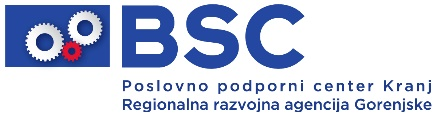 BSC
Poslovno podporni center Kranj
Regionalna razvojna agencija Gorenjske